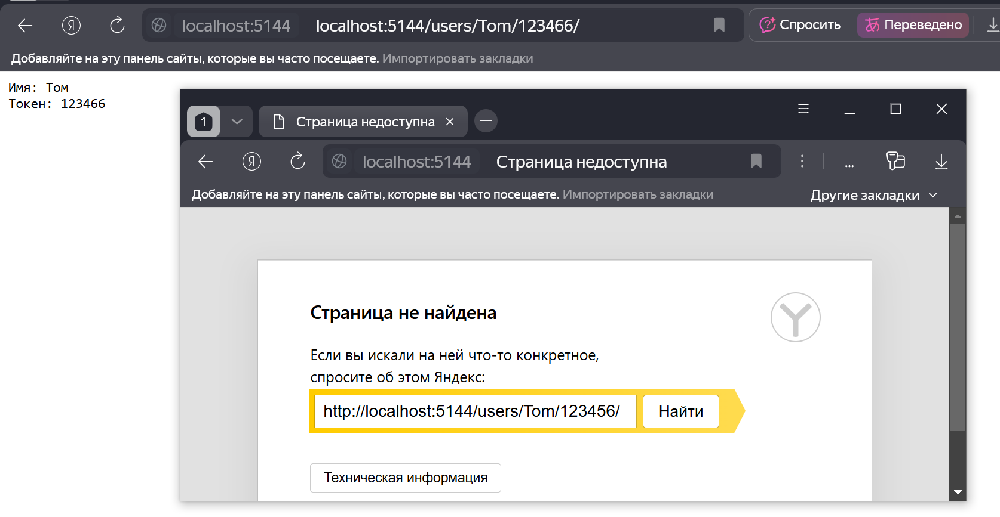 localhost:5144 localhost:5144/users/Tom/123466/ Спросить Переведено
Добавляйте на эту панель сайты, которые вы часто посещаете. Импортировать закладки
Имя: Том
Токен: 123466
1 Страница недоступна
Я localhost:5144 Страница недоступна
Добавляйте на эту панель сайты, которые вы часто посещаете. Импортировать закладки Другие закладки
Страница не найдена
Если вы искали на ней что-то конкретное,
спросите об этом Яндекс:
http://localhost:5144/users/Tom/123456/ Найти
Техническая информация